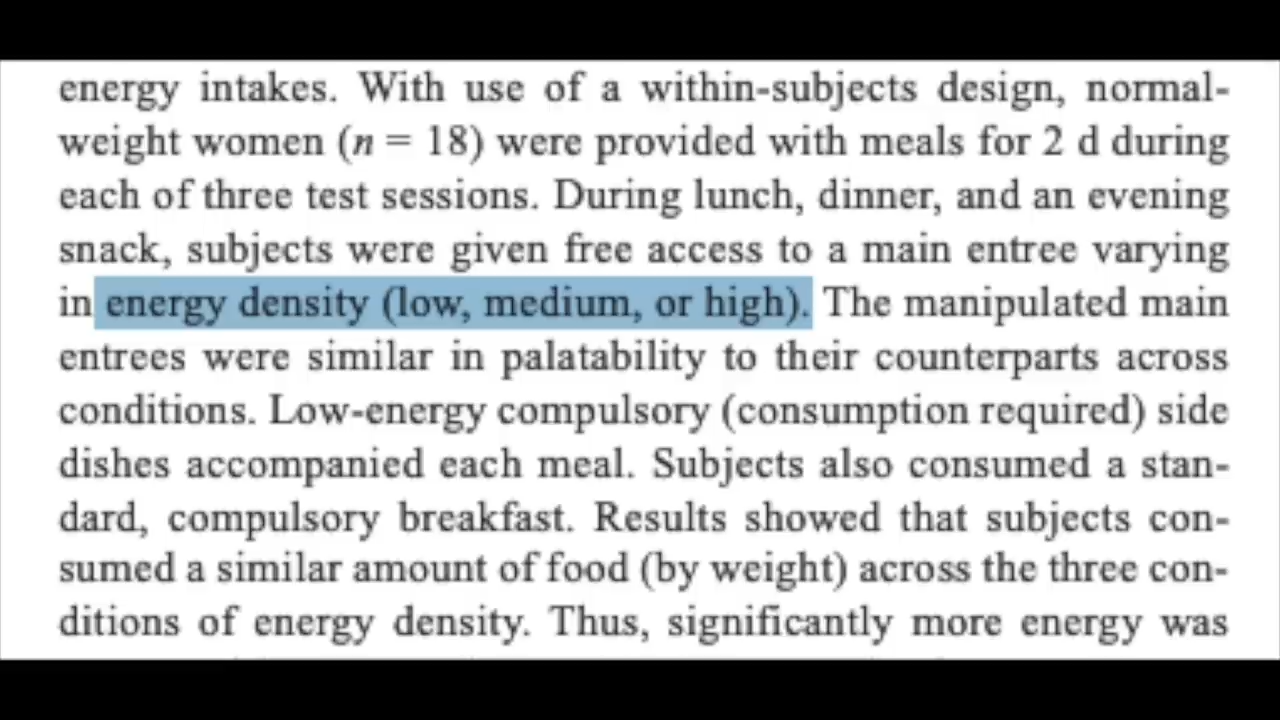 energy intakes. With use of a within-subjects design, normal-
weight women (n = 18) were provided with meals for 2 d during
each of three test sessions. During lunch, dinner, and an evening
snack, subjects were given free access to a main entree varying
in energy density (low, medium, or high). The manipulated main
entrees were similar in palatability to their counterparts across
conditions. Low-energy compulsory (consumption required) side
dishes accompanied each meal. Subjects also consumed a stan-
dard, compulsory breakfast. Results showed that subjects con-
sumed a similar amount of food (by weight) across the three con-
ditions of energy density. Thus, significantly more energy was